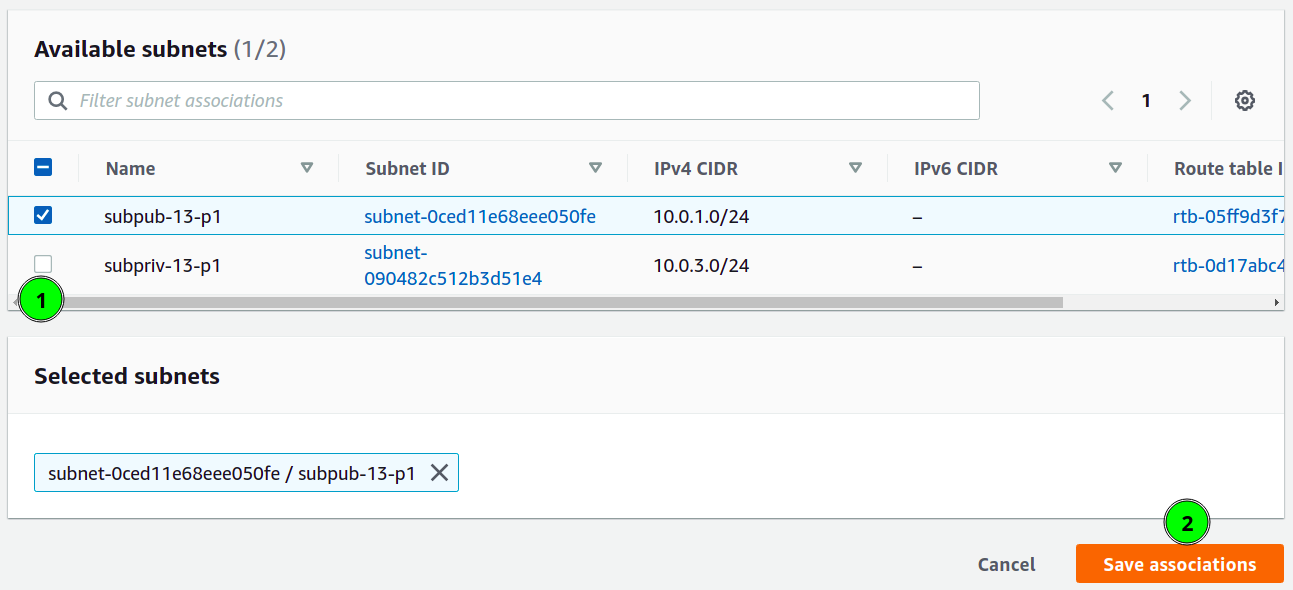 Available subnets (1/2)
Filter subnet associations
1
Name
Subnet ID
IPv4 CIDR
IPv6 CIDR
Route table I
subpub-13-p1
subnet-0ced11e68eee050fe
10.0.1.0/24
–
rtb-05ff9d3f7
subpriv-13-p1
subnet-
090482c512b3d51e4
10.0.3.0/24
–
rtb-0d17abc4
1
Selected subnets
subnet-0ced11e68eee050fe / subpub-13-p1
2
Cancel
Save associations